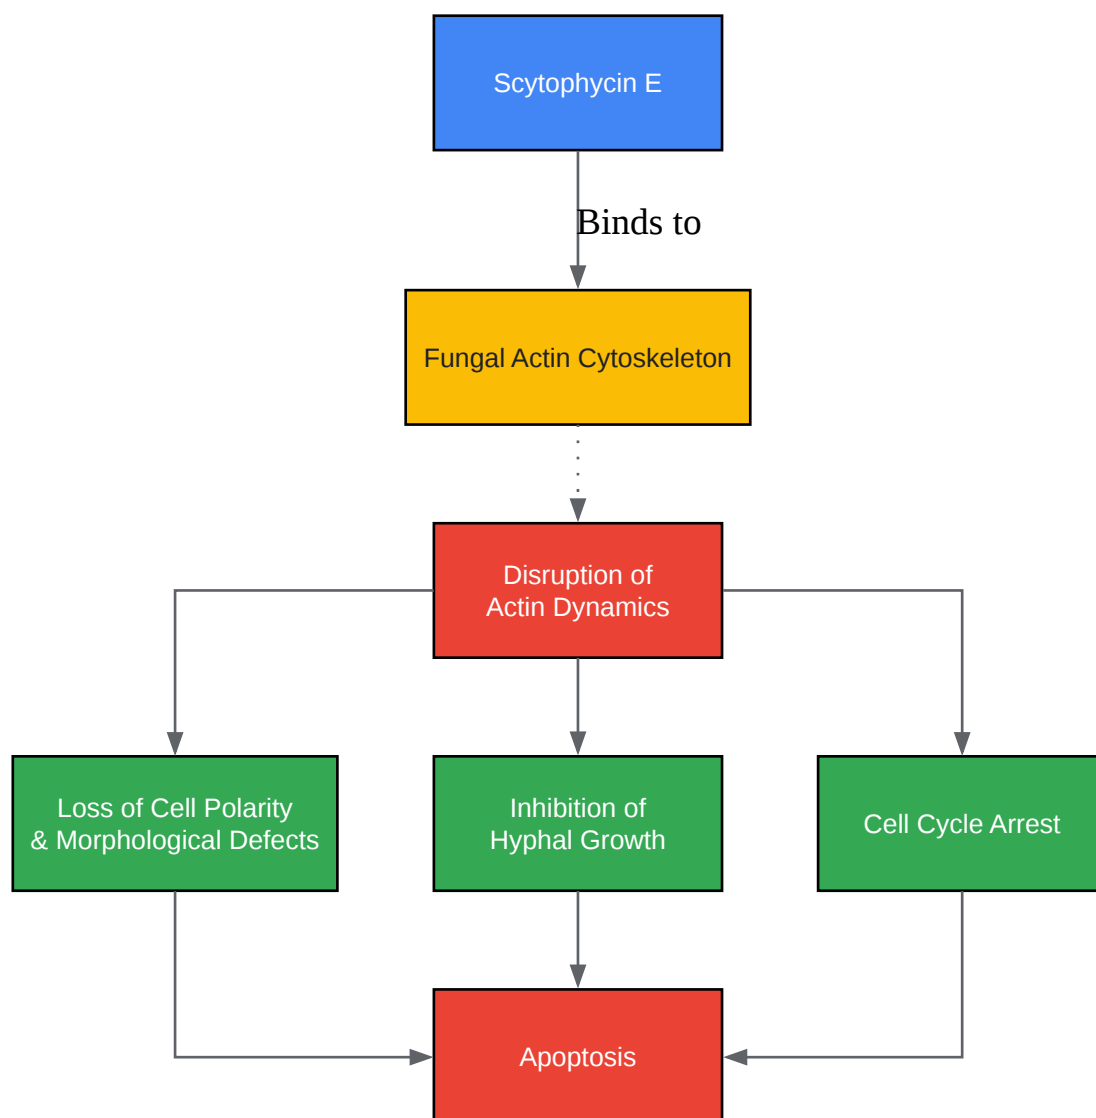 Scytophycin E
Binds to
Fungal Actin Cytoskeleton
Disruption of
Actin Dynamics
Loss of Cell Polarity
& Morphological Defects
Inhibition of
Hyphal Growth
Cell Cycle Arrest
Apoptosis